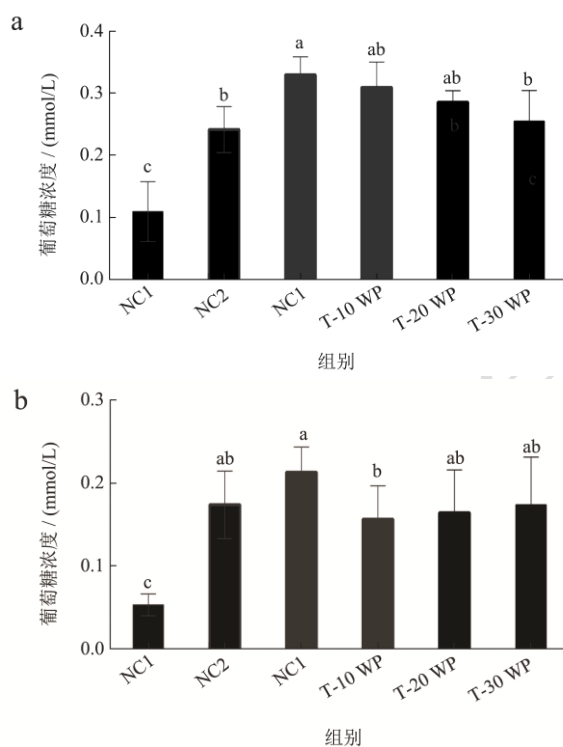 a
葡萄糖浓度 / (mmol/L)
0.4
0.3
0.2
0.1
0.0
c
b
a
ab
ab
b
b
c
NC1
NC2
NC1
T-10 WP
T-20 WP
T-30 WP
组别
b
葡萄糖浓度 / (mmol/L)
0.3
0.2
0.1
0.0
c
ab
a
b
ab
ab
NC1
NC2
NC1
T-10 WP
T-20 WP
T-30 WP
组别